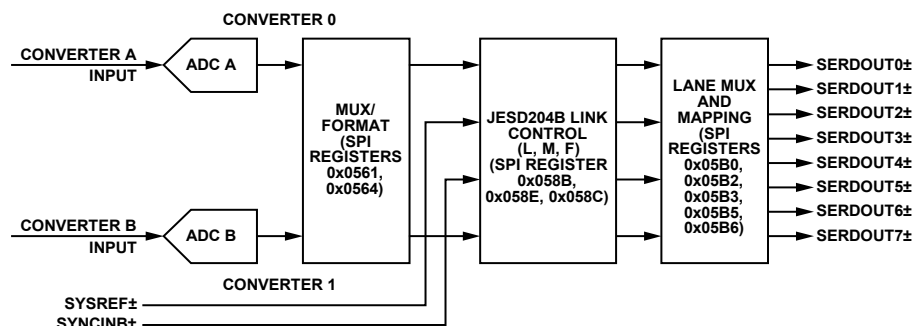 CONVERTER 0
CONVERTER A
INPUT
ADC A
MUX/
FORMAT
(SPI
REGISTERS
0x0561,
0x0564)
JESD204B LINK
CONTROL
(L, M, F)
(SPI REGISTER
0x058B,
0x058E, 0x058C)
LANE MUX
AND
MAPPING
(SPI
REGISTERS
0x05B0,
0x05B2,
0x05B3,
0x05B5,
0x05B6)
SERDOUT0±
SERDOUT1±
SERDOUT2±
SERDOUT3±
SERDOUT4±
SERDOUT5±
SERDOUT6±
SERDOUT7±
CONVERTER B
INPUT
ADC B
CONVERTER 1
SYSREF±
SYNCINB±